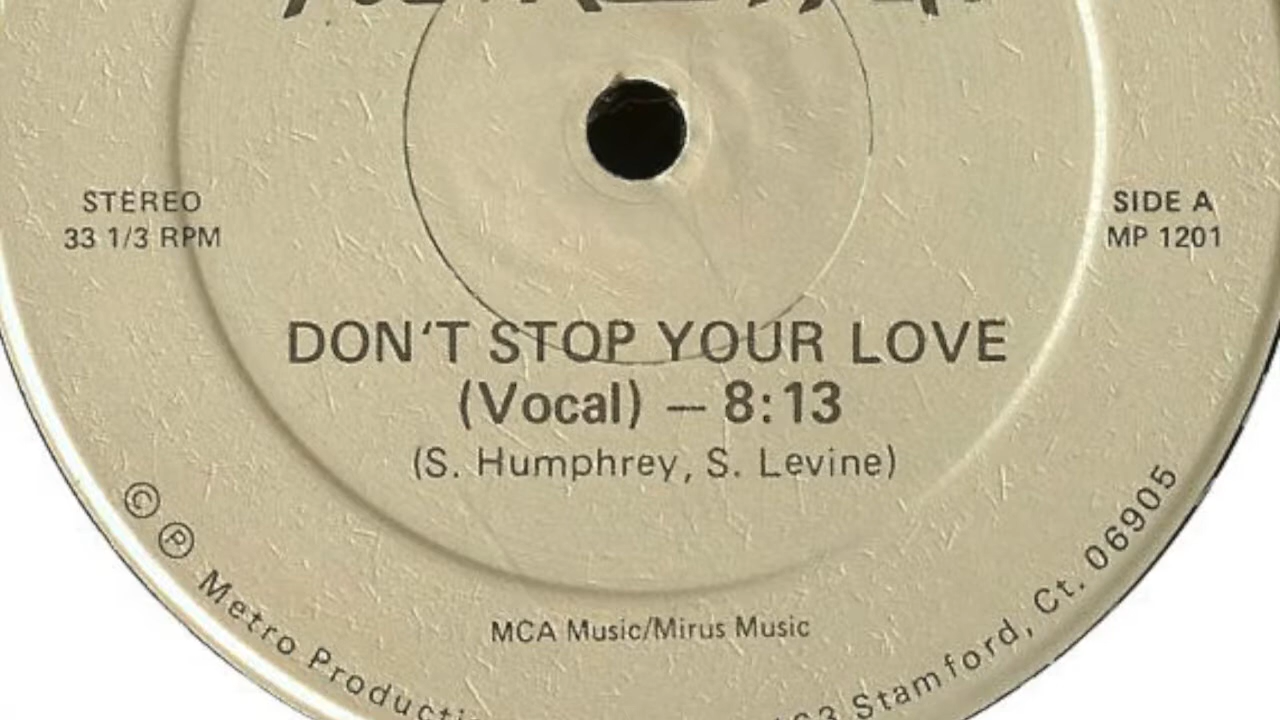 STEREO
33 1/3 RPM
SIDE A
MP 1201
DON'T STOP YOUR LOVE
(Vocal) — 8:13
(S. Humphrey, S. Levine)
MCA Music/Mirus Music
© ℗ Metro
Stamford, Ct. 06905